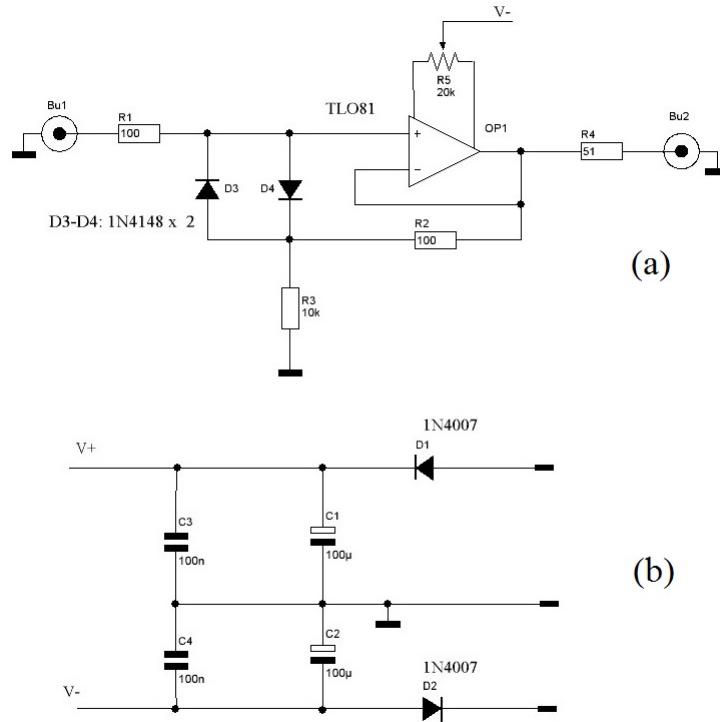 V-
R5
20k
Bu1
R1
100
TLO81
+
-
OP1
R4
51
Bu2
D3
D4
D3-D4: 1N4148 x 2
R2
100
R3
10k
(a)
1N4007
D1
V+
C3
100n
C1
100µ
(b)
C4
100n
C2
100µ
1N4007
V-
D2